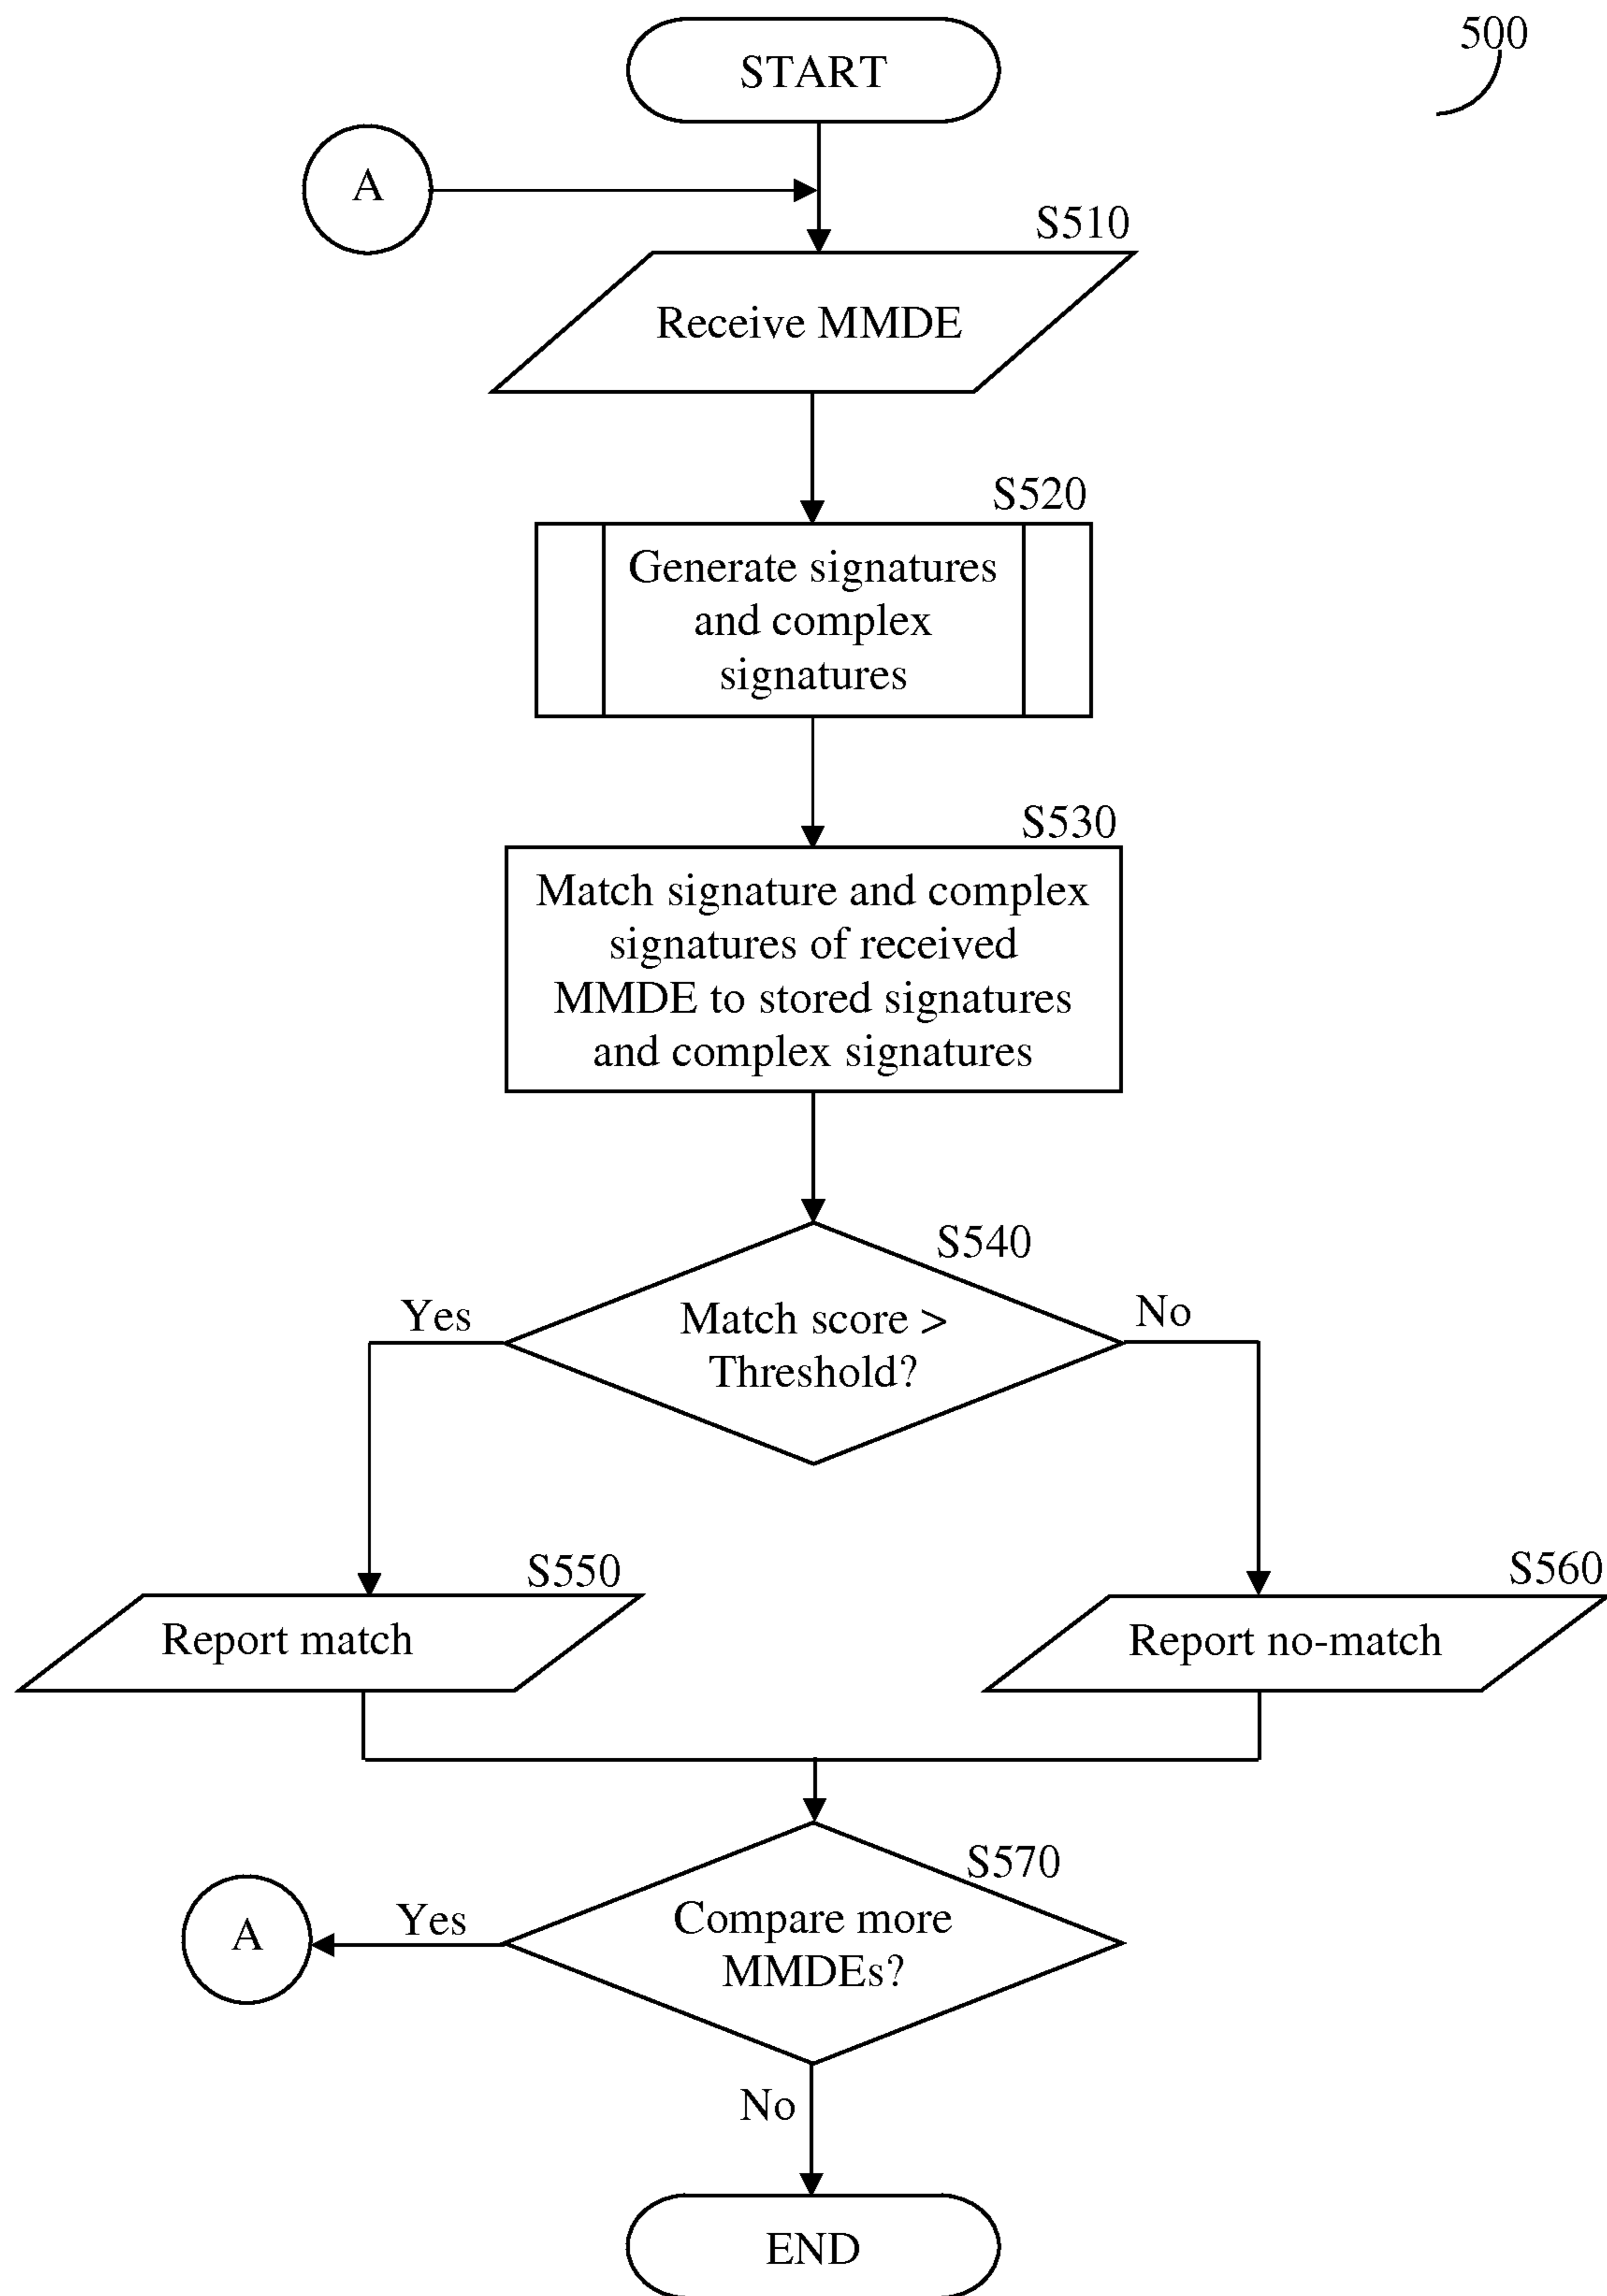 500
START
A
S510
Receive MMDE
S520
Generate signatures
and complex
signatures
S530
Match signature and complex
signatures of received
MMDE to stored signatures
and complex signatures
S540
Match score >
Threshold?
Yes
No
S550
Report match
S560
Report no-match
S570
Compare more
MMDEs?
Yes
A
No
END